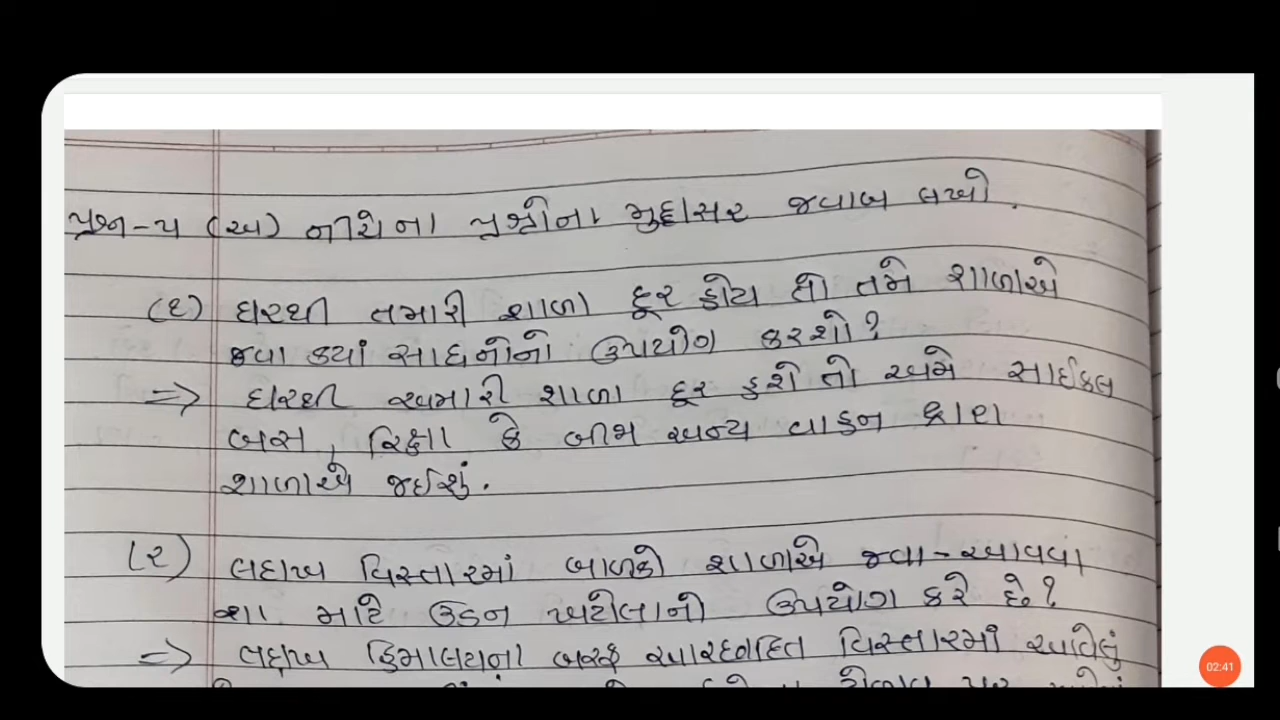 પ્રશ્ન-૫ (અ) નીચેના પ્રશ્નોના મુદ્દાસર જવાબ લખો.
(૧) ઘરથી તમારી શાળા દૂર હોય તો તમે શાળાએ
જવા કયાં સાધનોનો ઉપયોગ કરશો?
=> ઘરથી અમારી શાળા દૂર હશે તો અમે સાઈકલ
બસ, રિક્ષા કે બીજા અન્ય વાહન દ્વારા
શાળાએ જઈશું.
(૨) લદાખ વિસ્તારમાં બાળકો શાળાએ જવા-આવવા
શા માટે ઉડન ખટોલાનો ઉપયોગ કરે છે?
=> લદાખ હિમાલયના બરફ આચ્છાદિત વિસ્તારમાં આવેલું
02:41